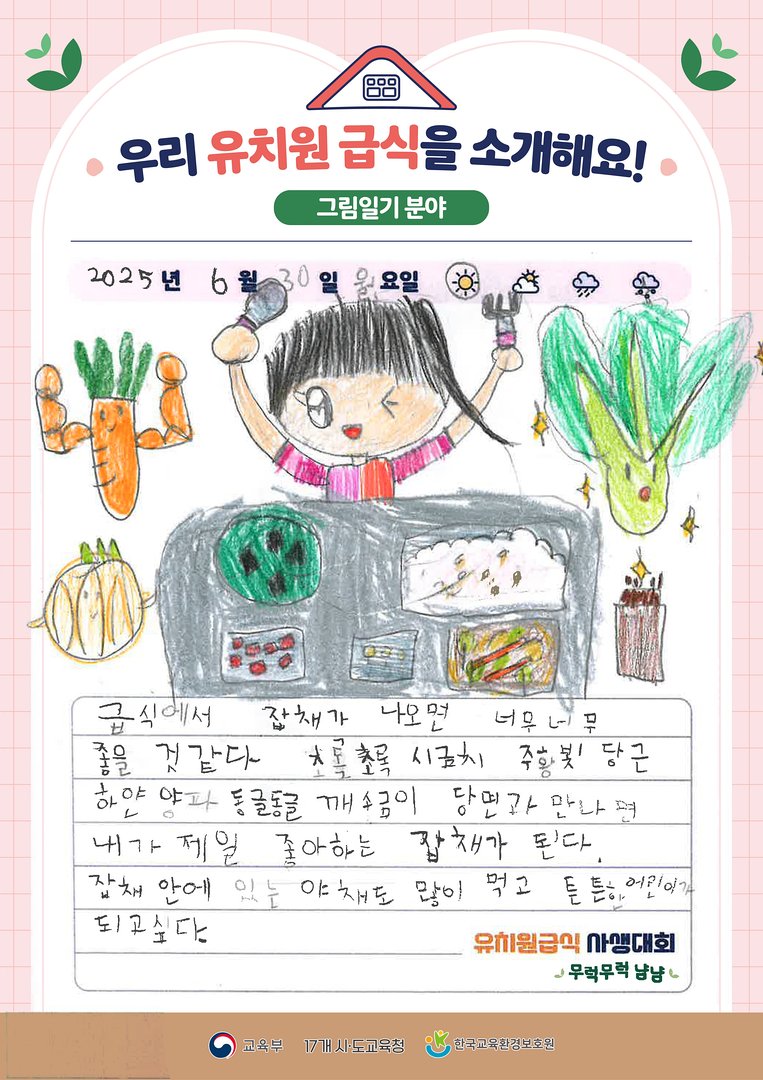 우리 유치원 급식을 소개해요!
그림일기 분야
2025년 6월 30일 월요일
급식에서 잡채가 나오면 너무너무
좋을 것 같다 초록초록 시금치 주황빛 당근
하얀 양파 동글동글 깨소금이 당면과 만나면
내가 제일 좋아하는 잡채가 된다.
잡채 안에 있는 야채도 많이 먹고 튼튼한 어린이가
되고싶다
유치원급식 사생대회
무럭무럭 냠냠
교육부 17개 시·도교육청 한국교육환경보호원